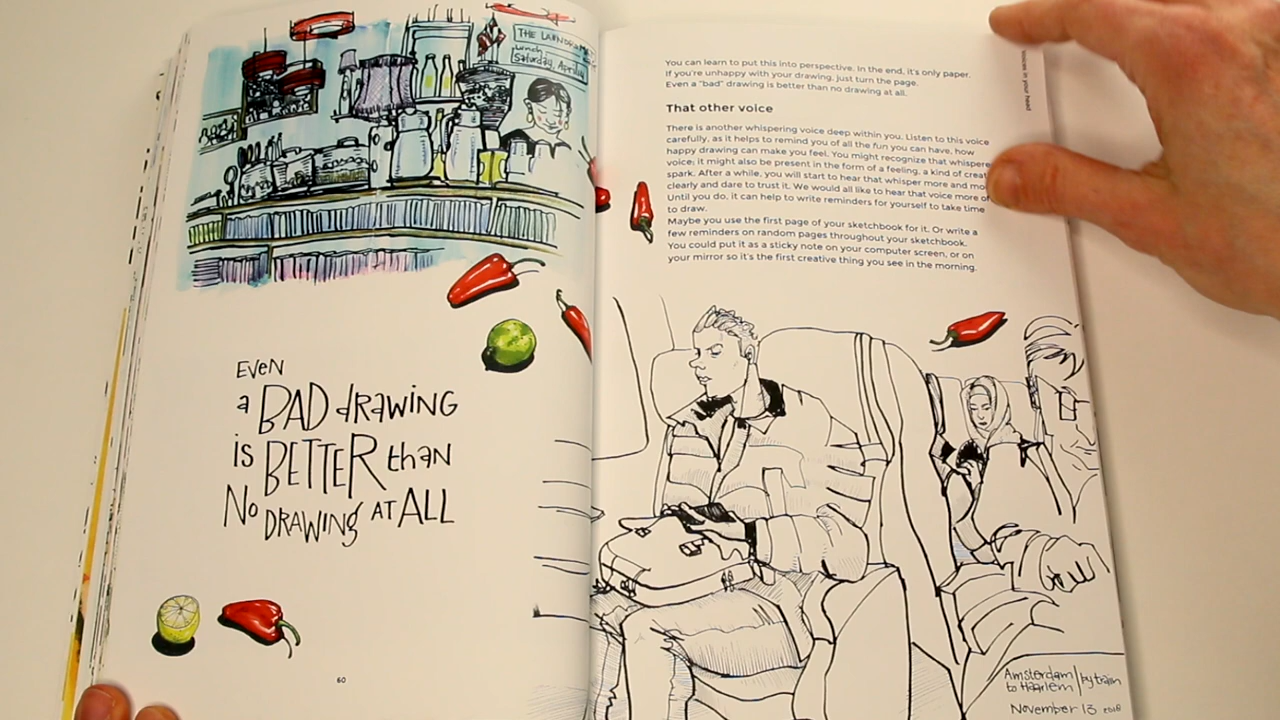 THE LAUNDROMAT
Lunch
Saturday, April
EVEN
a BAD drawing
is BETTER than
No DRAWINg AT ALL
60
voices in your head
You can learn to put this into perspective. In the end, it's only paper.
If you're unhappy with your drawing, just turn the page.
Even a "bad" drawing is better than no drawing at all.
That other voice
There is another whispering voice deep within you. Listen to this voice
carefully, as it helps to remind you of all the fun you can have, how
happy drawing can make you feel. You might recognize that whispere
voice; it might also be present in the form of a feeling, a kind of creat
spark. After a while, you will start to hear that whisper more and mo
clearly and dare to trust it. We would all like to hear that voice more of
Until you do, it can help to write reminders for yourself to take time
to draw.
Maybe you use the first page of your sketchbook for it. Or write a
few reminders on random pages throughout your sketchbook.
You could put it as a sticky note on your computer screen, or on
your mirror so it's the first creative thing you see in the morning.
Amsterdam by train
to Haarlem
November 13 2018